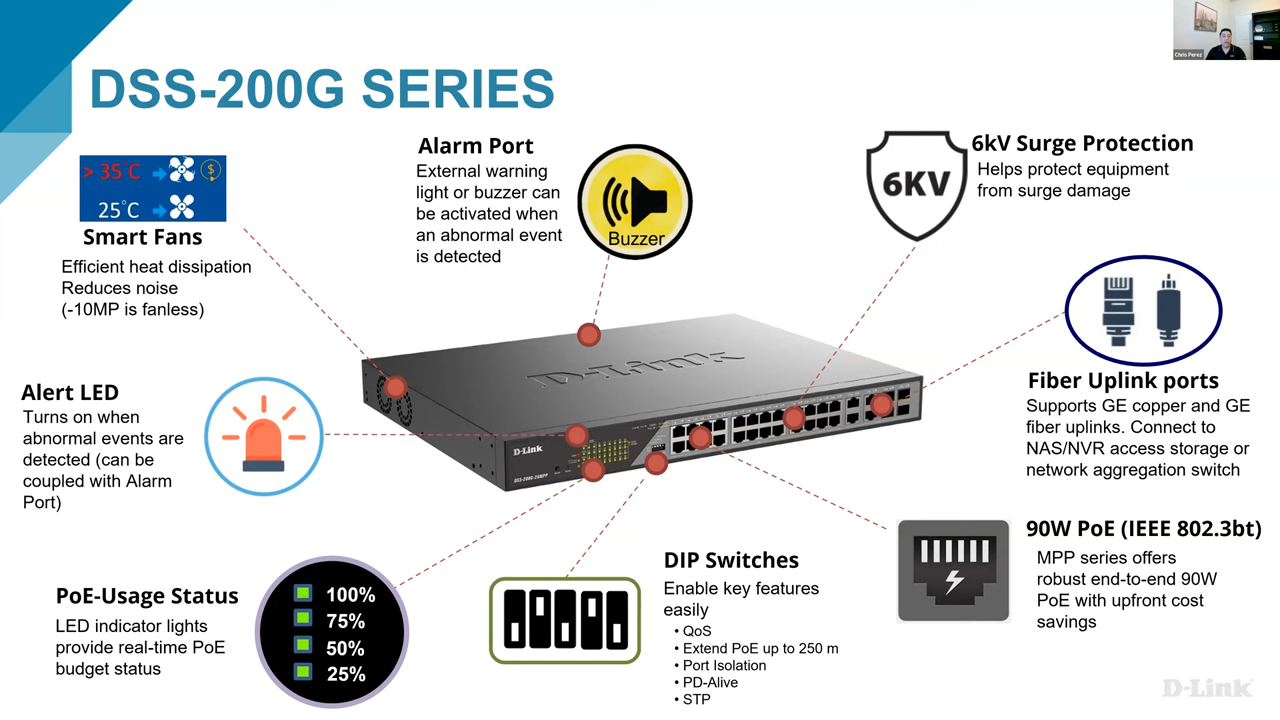 Chris Perez
DSS-200G SERIES
> 35°C
25°C
Smart Fans
Efficient heat dissipation
Reduces noise
(-10MP is fanless)
Alarm Port
External warning
light or buzzer can
be activated when
an abnormal event
is detected
Buzzer
6KV
6kV Surge Protection
Helps protect equipment
from surge damage
Fiber Uplink ports
Supports GE copper and GE
fiber uplinks. Connect to
NAS/NVR access storage or
network aggregation switch
Alert LED
Turns on when
abnormal events are
detected (can be
coupled with Alarm
Port)
D-Link
D-Link
DSS-200G-28MPP
PoE-Usage Status
LED indicator lights
provide real-time PoE
budget status
100%
75%
50%
25%
DIP Switches
Enable key features
easily
• QoS
• Extend PoE up to 250 m
• Port Isolation
• PD-Alive
• STP
90W PoE (IEEE 802.3bt)
MPP series offers
robust end-to-end 90W
PoE with upfront cost
savings
D-Link